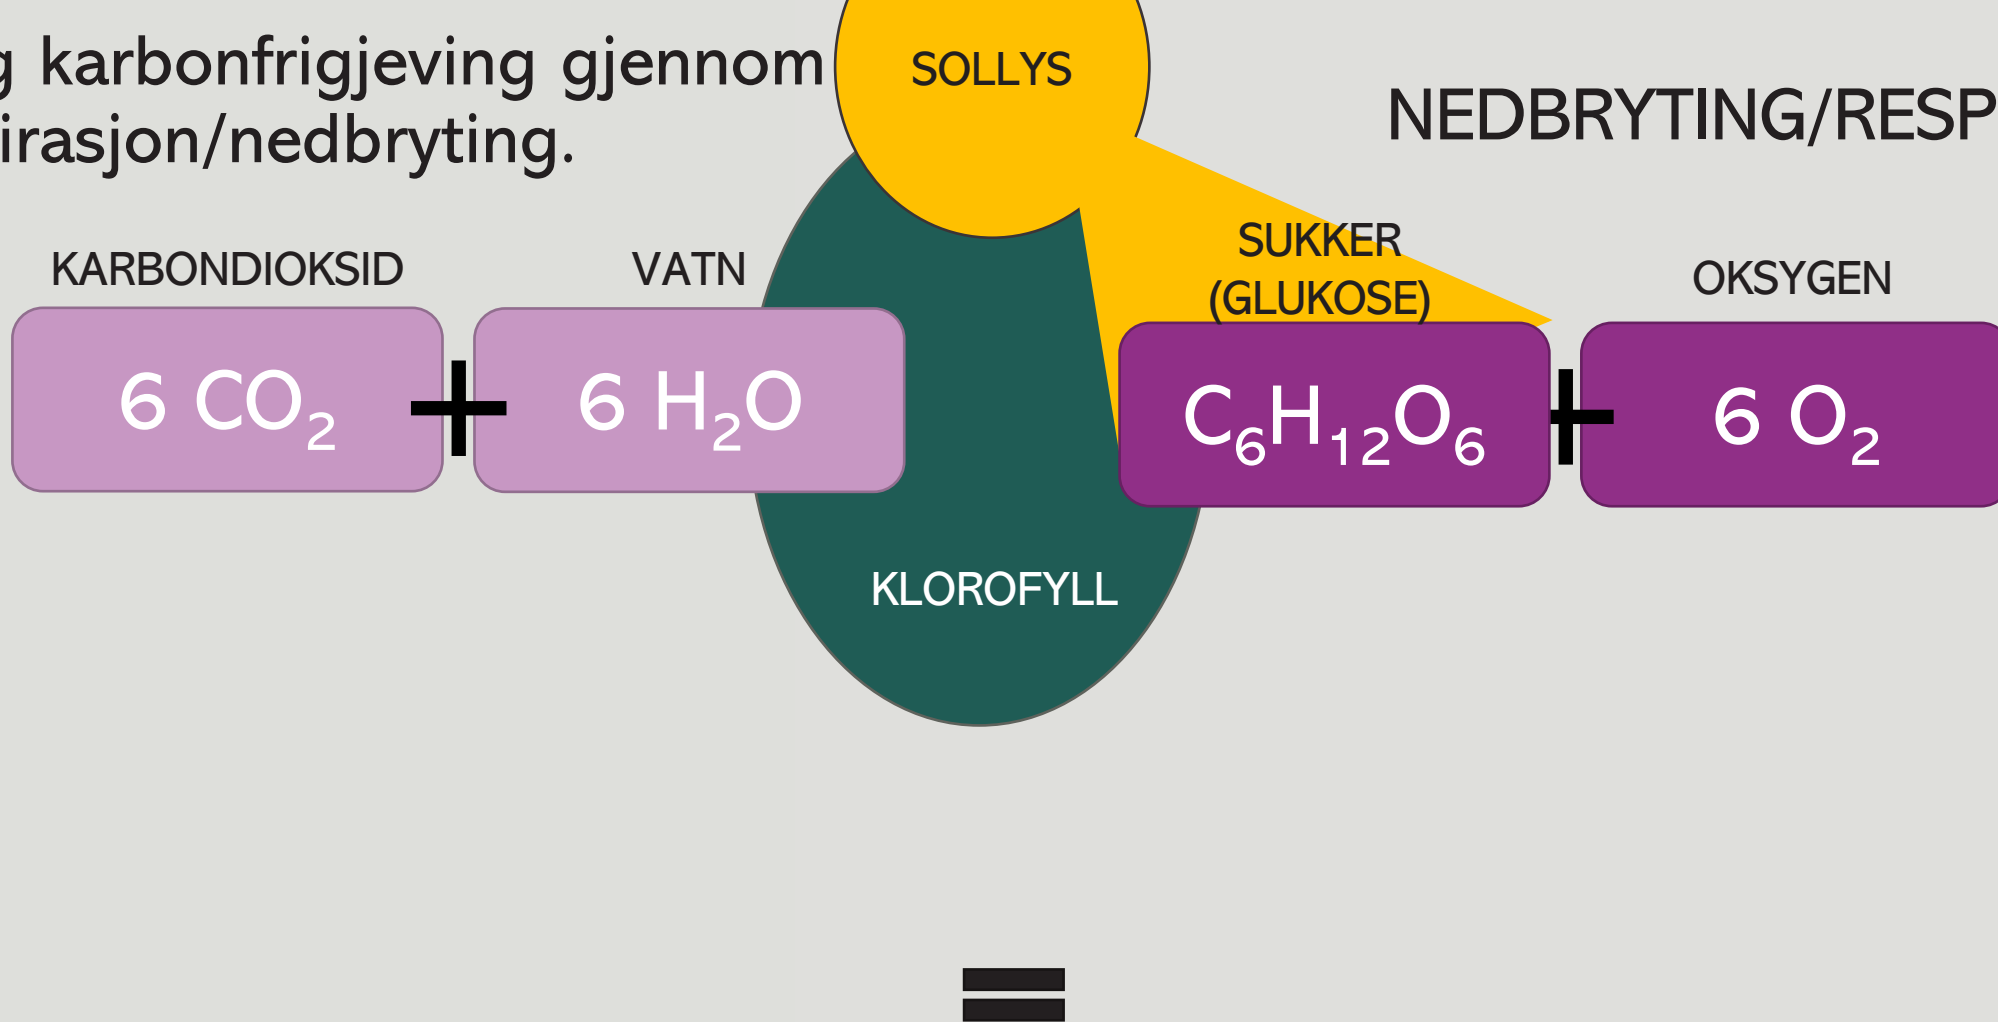 g karbonfrigjeving gjennom
irasjon/nedbryting.
SOLLYS
NEDBRYTING/RESP
KARBONDIOKSID
VATN
SUKKER
(GLUKOSE)
OKSYGEN
6 CO₂
+
6 H₂O
C₆H₁₂O₆
+
6 O₂
KLOROFYLL
=